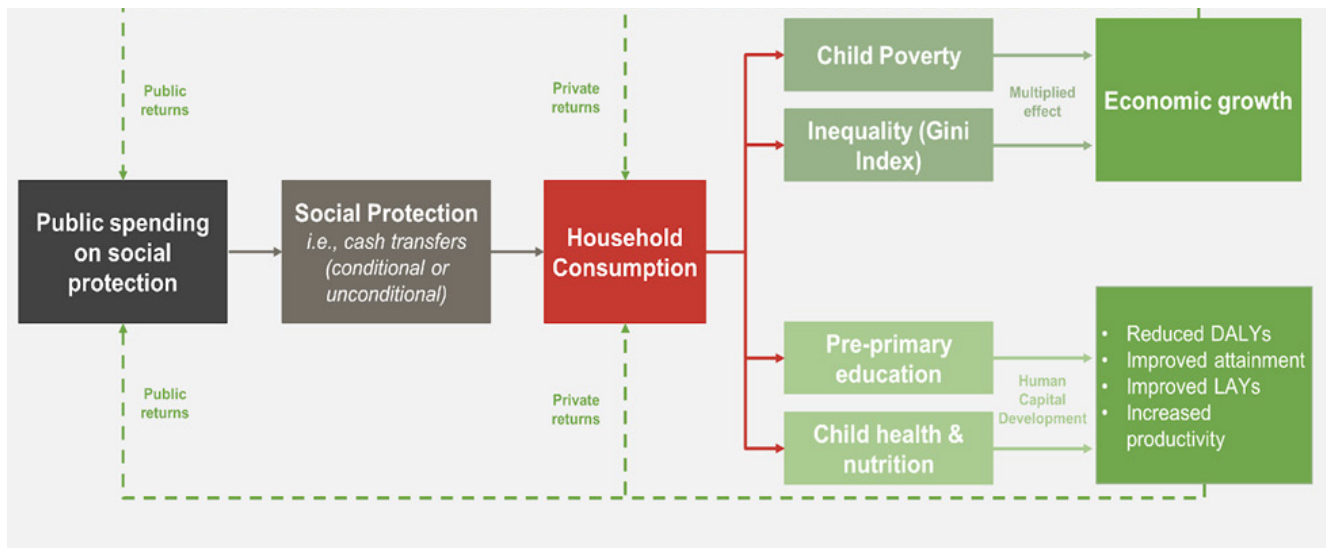 Public
returns
Private
returns
Child Poverty
Multiplied
effect
Economic growth
Inequality (Gini
Index)
Public spending
on social
protection
Social Protection
i.e., cash transfers
(conditional or
unconditional)
Household
Consumption
Pre-primary
education
Human
Capital
Development
Child health &
nutrition
• Reduced DALYs
• Improved attainment
• Improved LAYs
• Increased
productivity
Public
returns
Private
returns